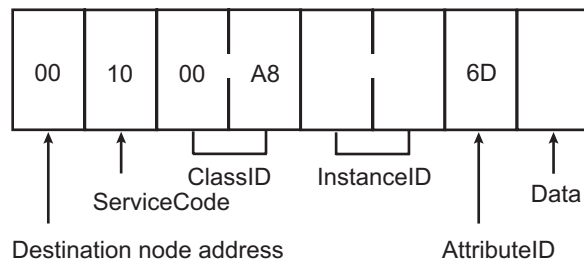 00 10 00 A8 6D
ClassID InstanceID
ServiceCode Data
Destination node address AttributeID